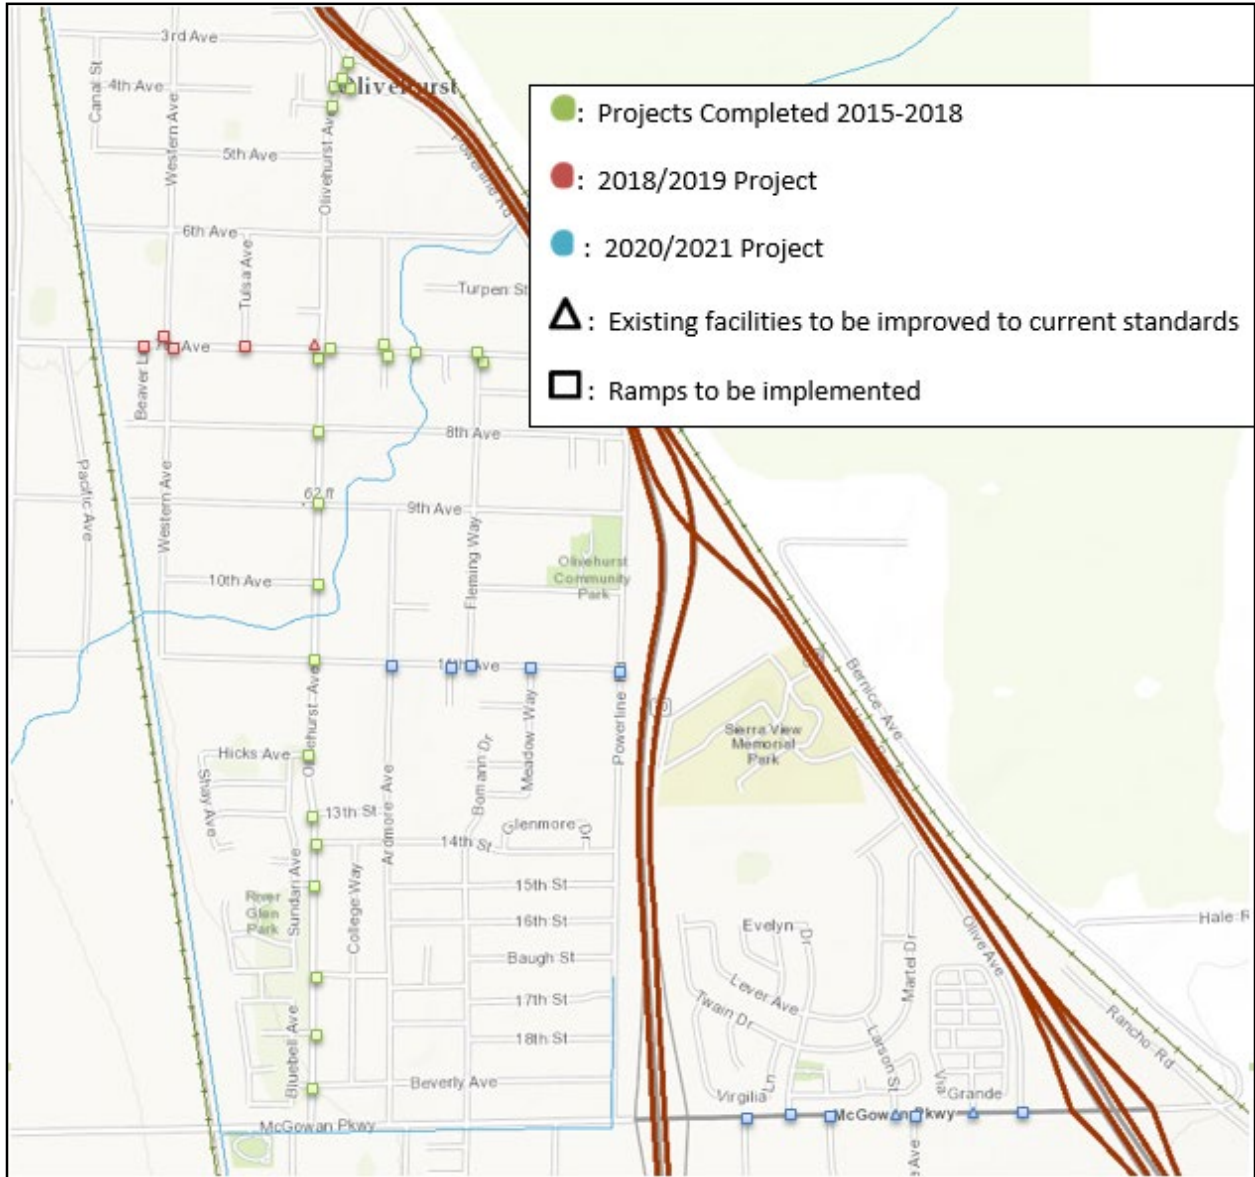 3rd Ave
4th Ave
Canal St
Western Ave
Olivehurst
Olivehurst Ave
5th Ave
Powerline Rd
6th Ave
Tulsa Ave
Turpen St
: Projects Completed 2015-2018
: 2018/2019 Project
: 2020/2021 Project
: Existing facilities to be improved to current standards
: Ramps to be implemented
Ave
Beaver L
8th Ave
Pacific Ave
Western Ave
62 ft
9th Ave
Fleming Way
Olivehurst
Community
Park
10th Ave
11th Ave
Olivehurst Ave
Powerline
Meadow Way
Bernice Ave
Sierra View
Memorial
Park
Hicks Ave
Shay Ave
Bomann Dr
13th St
Ardmore Ave
Glenmore Dr
14th St
College Way
Sundari Ave
15th St
River
Glen
Park
16th St
Evelyn Dr
Olive Ave
Hale R
Baugh St
Martel Dr
Lever Ave
17th St
Twain Dr
18th St
Bluebell Ave
Larson St
Rancho Rd
Beverly Ave
Virgilia Ln
Via Grande
McGowan Pkwy
McGowan Pkwy
Ave